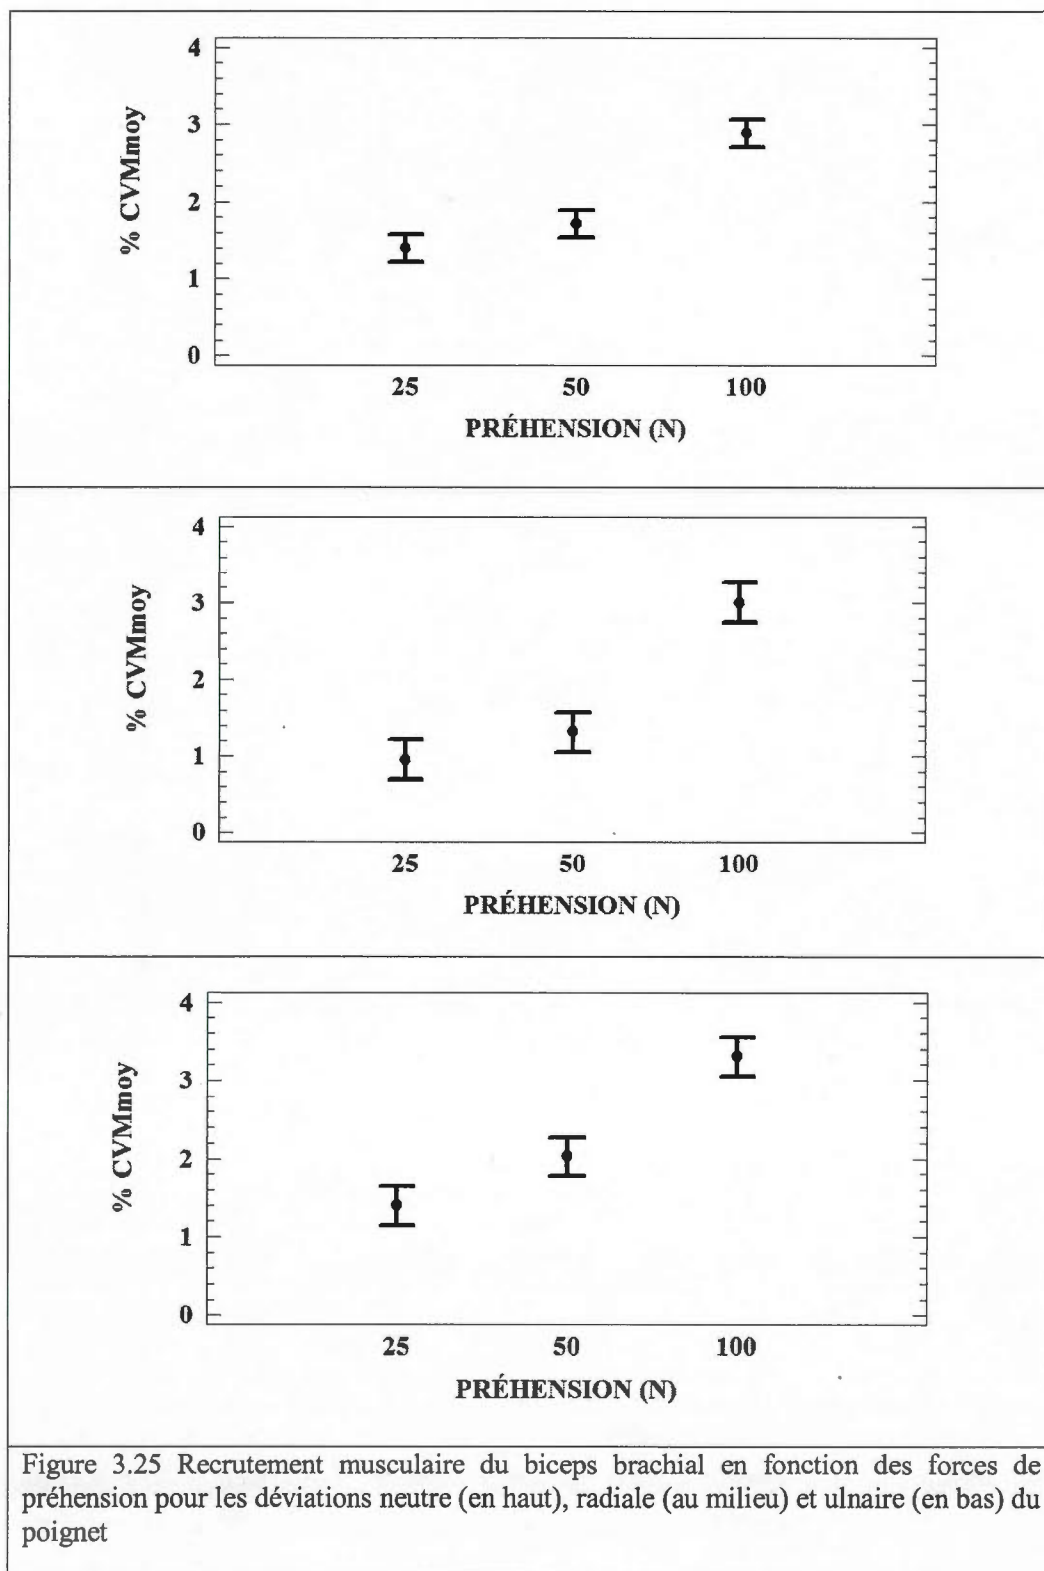 4
3
2
1
0
% CVMmoy
25 50 100
PRÉHENSION (N)
4
3
2
1
0
% CVMmoy
25 50 100
PRÉHENSION (N)
4
3
2
1
0
% CVMmoy
25 50 100
PRÉHENSION (N)
Figure 3.25 Recrutement musculaire du biceps brachial en fonction des forces de
préhension pour les déviations neutre (en haut), radiale (au milieu) et ulnaire (en bas) du
poignet